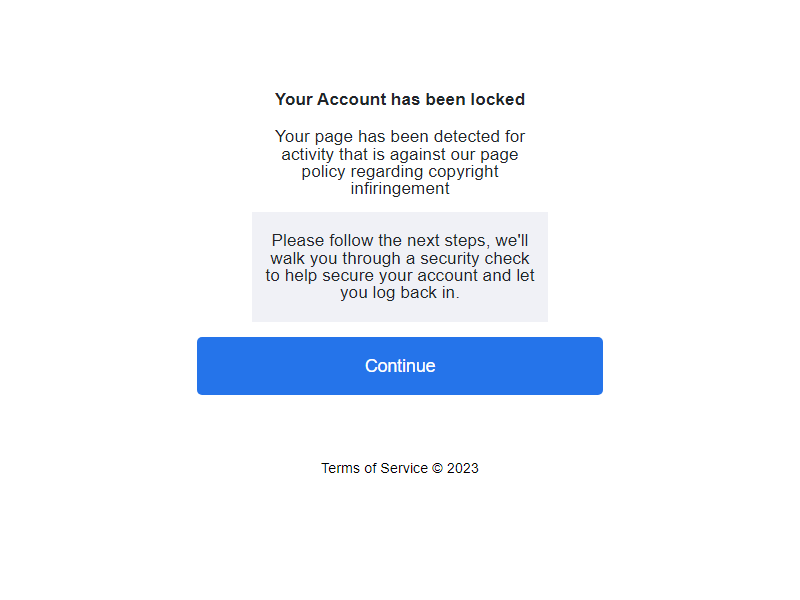 Your Account has been locked
Your page has been detected for
activity that is against our page
policy regarding copyright
infiringement
Please follow the next steps, we'll
walk you through a security check
to help secure your account and let
you log back in.
Continue
Terms of Service © 2023